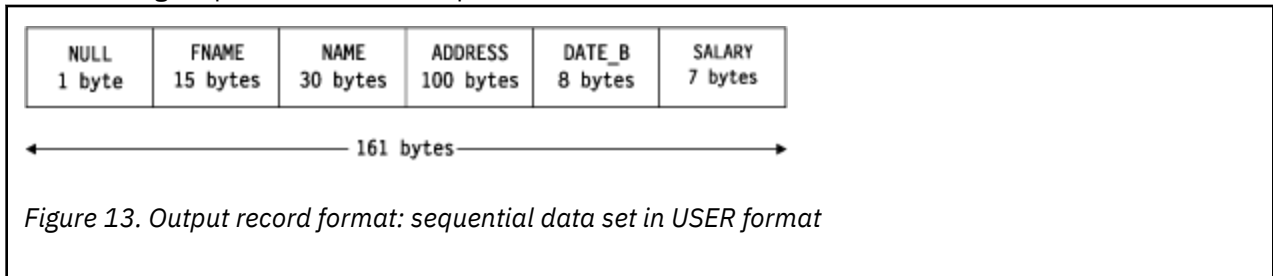 NULL FNAME NAME ADDRESS DATE_B SALARY
1 byte 15 bytes 30 bytes 100 bytes 8 bytes 7 bytes
161 bytes
Figure 13. Output record format: sequential data set in USER format